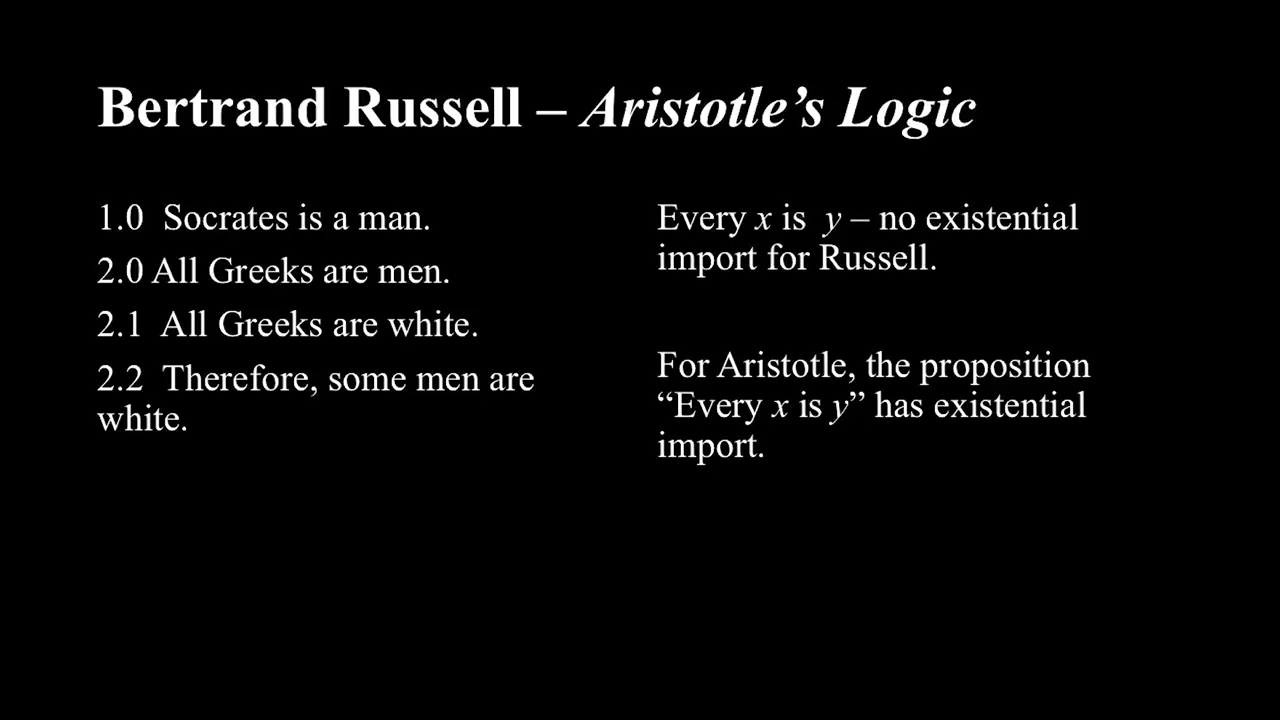 Bertrand Russell – Aristotle’s Logic
1.0 Socrates is a man.
2.0 All Greeks are men.
2.1 All Greeks are white.
2.2 Therefore, some men are
white.
Every x is y – no existential
import for Russell.
For Aristotle, the proposition
“Every x is y” has existential
import.